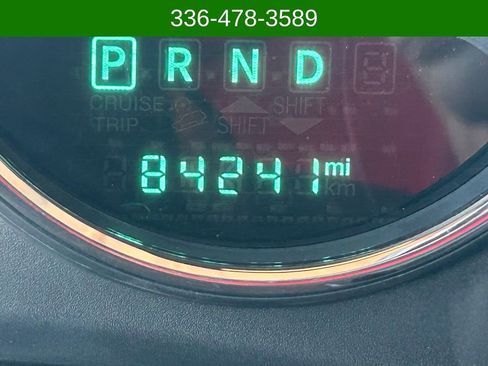 336-478-3589
P R N D
CRUISE SHIFT
TRIP SHIFT
84241 mi
km